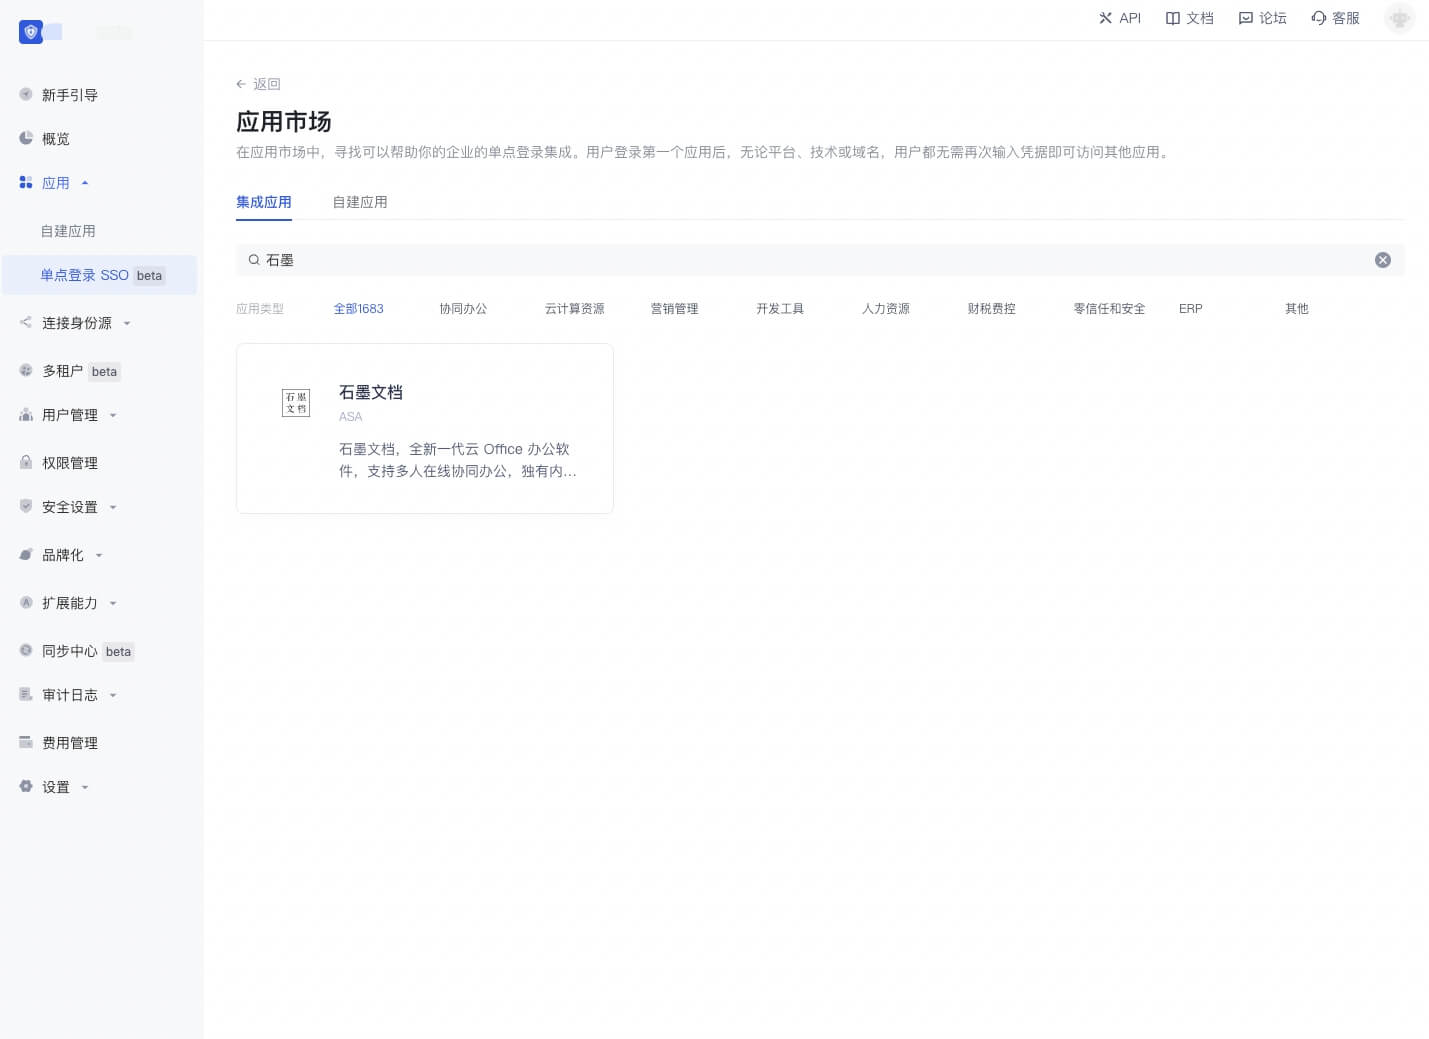 API
文档
论坛
客服
新手引导
概览
应用
自建应用
单点登录 SSO beta
连接身份源
多租户 beta
用户管理
权限管理
安全设置
品牌化
扩展能力
同步中心 beta
审计日志
费用管理
设置
返回
应用市场
在应用市场中，寻找可以帮助你的企业的单点登录集成。用户登录第一个应用后，无论平台、技术或域名，用户都无需再次输入凭据即可访问其他应用。
集成应用 自建应用
石墨
应用类型 全部1683 协同办公 云计算资源 营销管理 开发工具 人力资源 财税费控 零信任和安全 ERP 其他
石墨
文档
石墨文档
ASA
石墨文档，全新一代云 Office 办公软
件，支持多人在线协同办公，独有内...